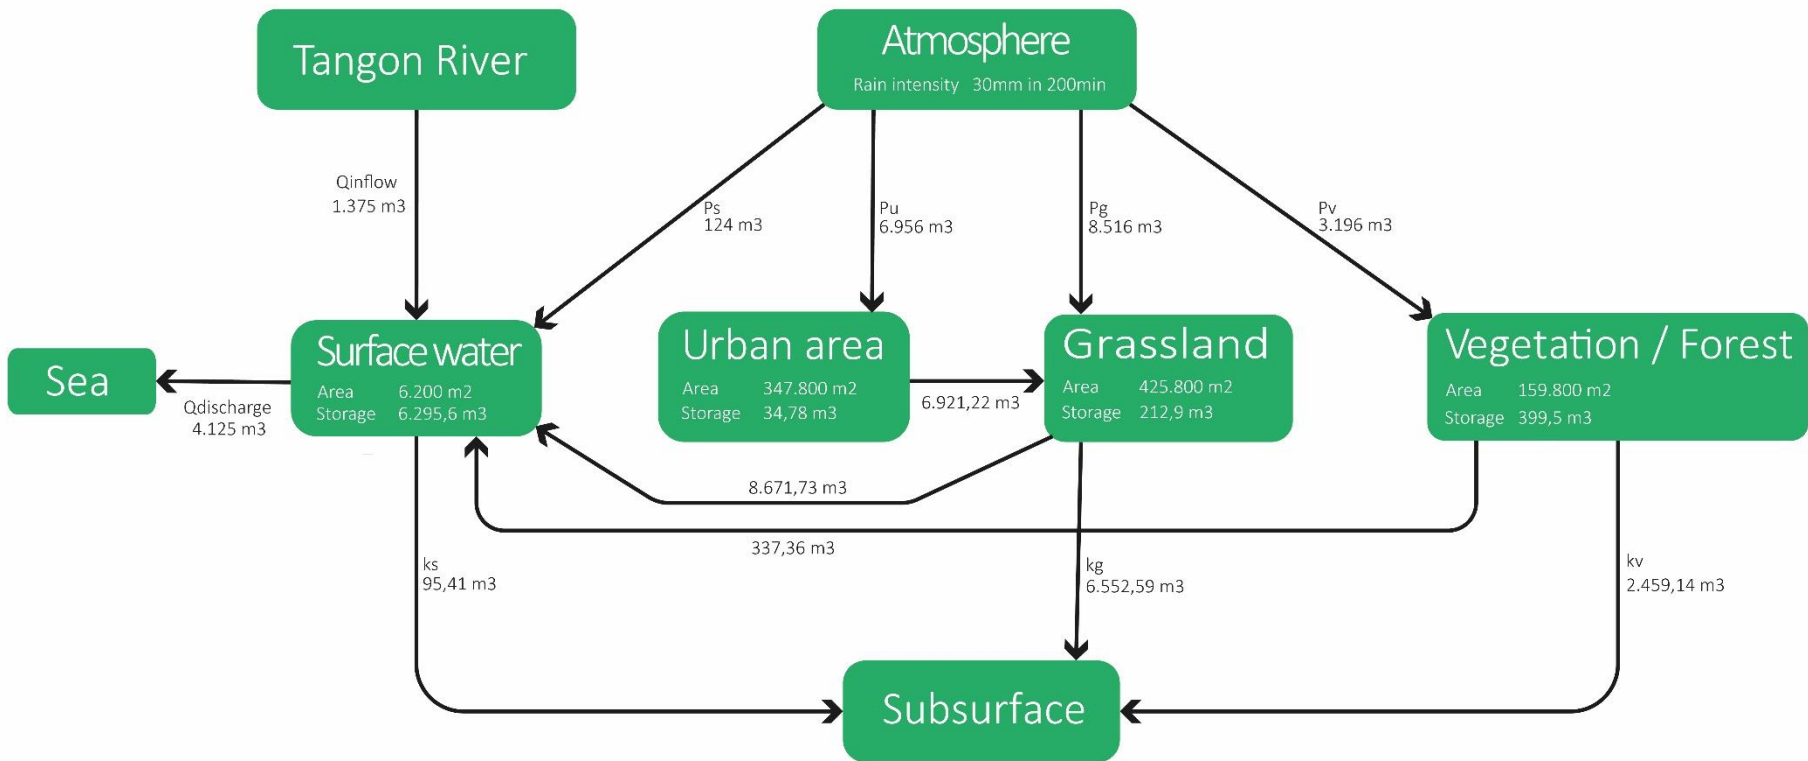 Tangon River
Atmosphere
Rain intensity 30mm in 200min
Qinflow
1.375 m3
Ps
124 m3
Pu
6.956 m3
Pg
8.516 m3
Pv
3.196 m3
Sea
Qdischarge
4.125 m3
Surface water
Area 6.200 m2
Storage 6.295,6 m3
Urban area
Area 347.800 m2
Storage 34,78 m3
6.921,22 m3
Grassland
Area 425.800 m2
Storage 212,9 m3
Vegetation / Forest
Area 159.800 m2
Storage 399,5 m3
8.671,73 m3
337,36 m3
ks
95,41 m3
kg
6.552,59 m3
kv
2.459,14 m3
Subsurface